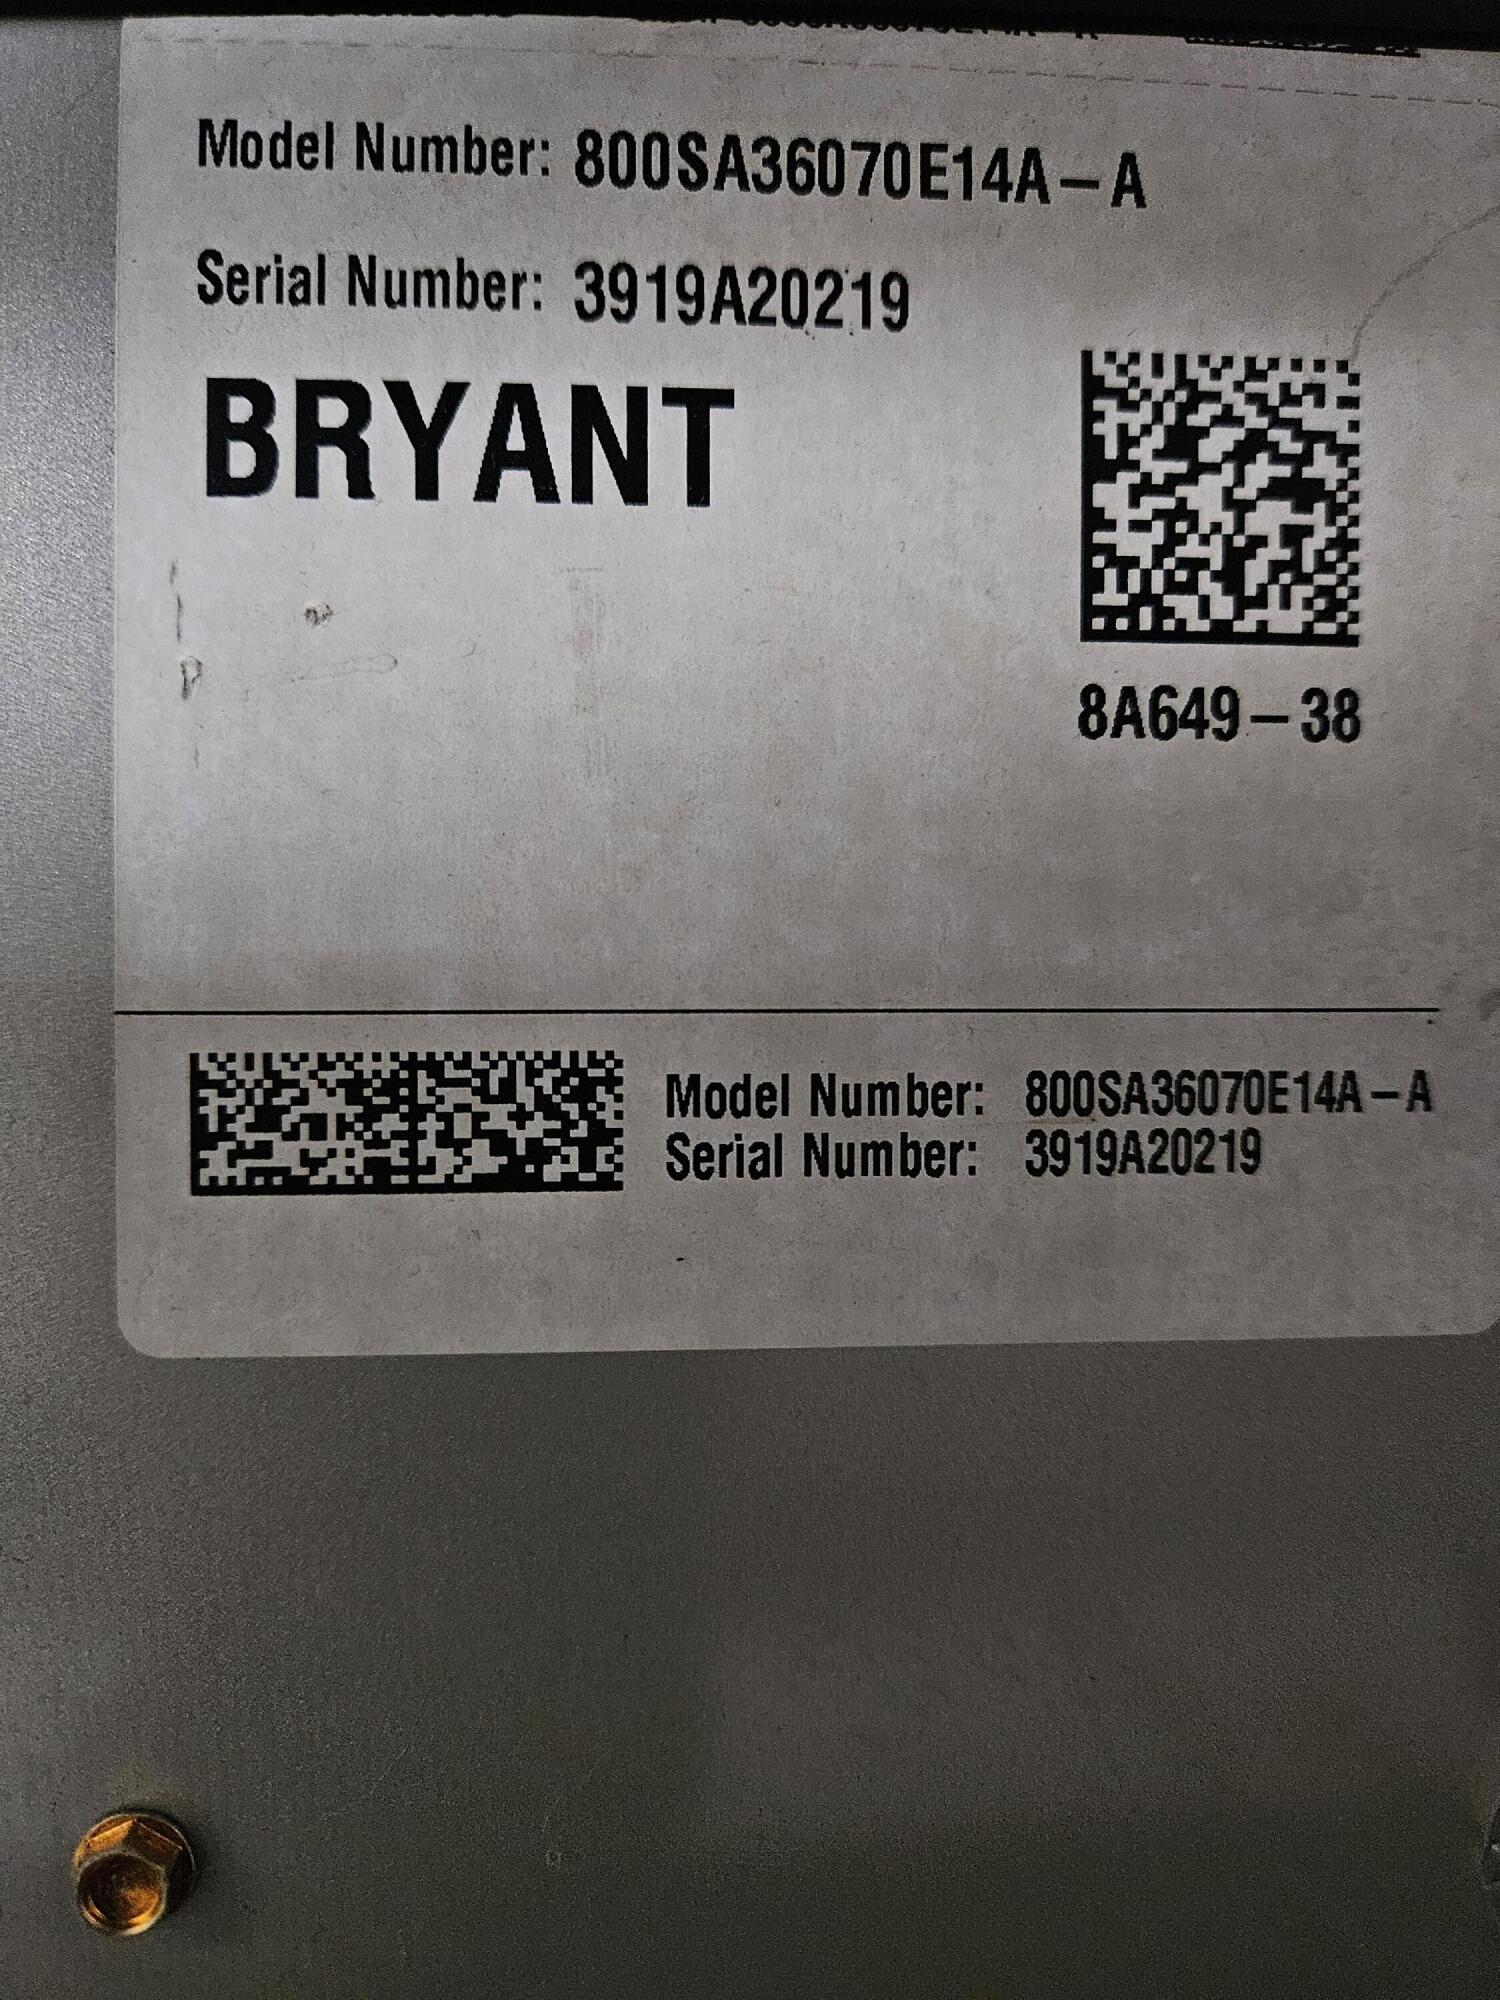 Model Number: 800SA36070E14A-A
Serial Number: 3919A20219
BRYANT
8A649-38
Model Number: 800SA36070E14A-A
Serial Number: 3919A20219